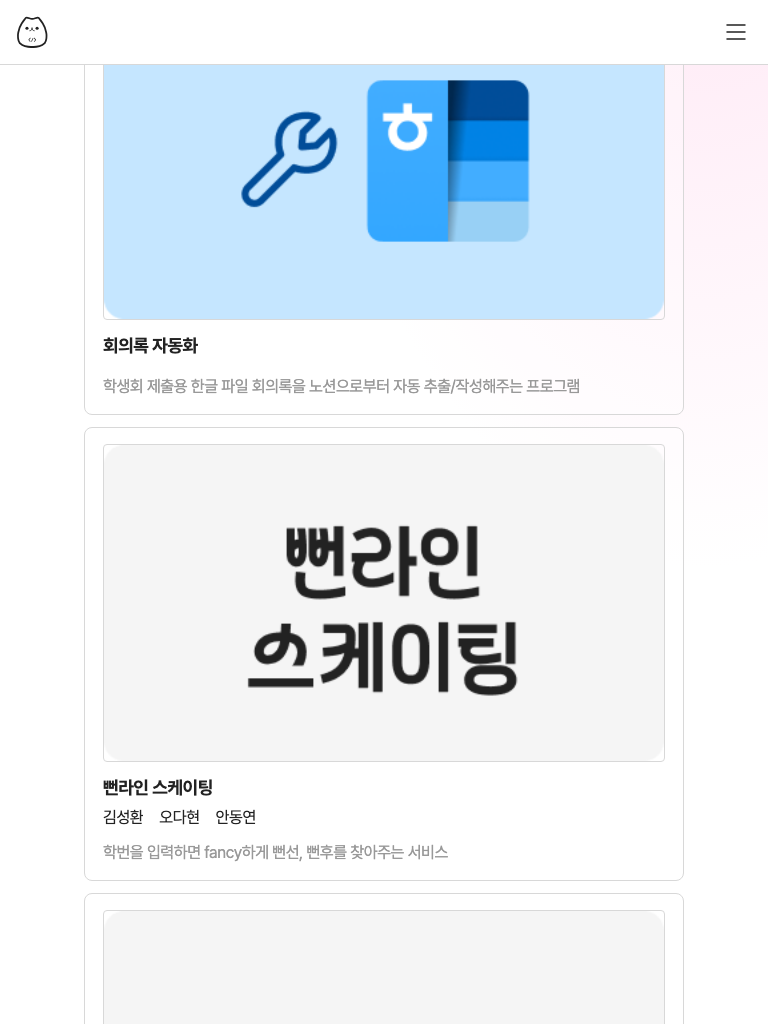 ㅎ
회의록 자동화
학생회 제출용 한글 파일 회의록을 노션으로부터 자동 추출/작성해주는 프로그램
뻔라인
스케이팅
뻔라인 스케이팅
김성환 오다현 안동연
학번을 입력하면 fancy하게 뻔선, 뻔후를 찾아주는 서비스